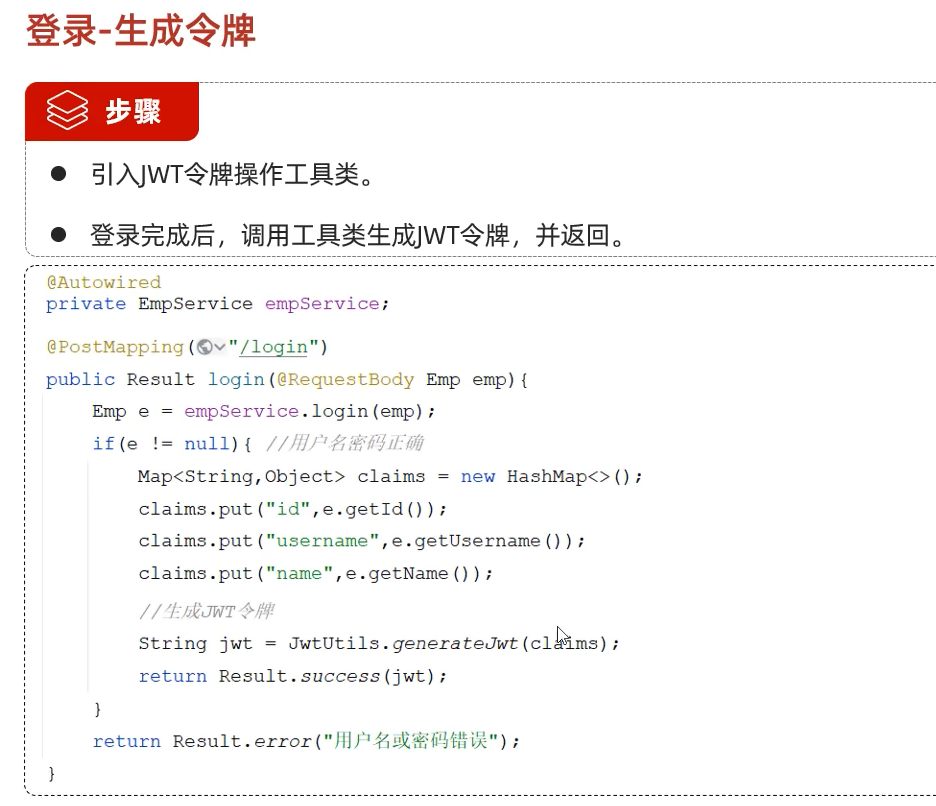 登录-生成令牌
步骤
● 引入JWT令牌操作工具类。
● 登录完成后，调用工具类生成JWT令牌，并返回。
@Autowired
private EmpService empService;
@PostMapping("/login")
public Result login(@RequestBody Emp emp){
    Emp e = empService.login(emp);
    if(e != null){ //用户名密码正确
        Map<String,Object> claims = new HashMap<>();
        claims.put("id",e.getId());
        claims.put("username",e.getUsername());
        claims.put("name",e.getName());
        //生成JWT令牌
        String jwt = JwtUtils.generateJwt(claims);
        return Result.success(jwt);
    }
    return Result.error("用户名或密码错误");
}